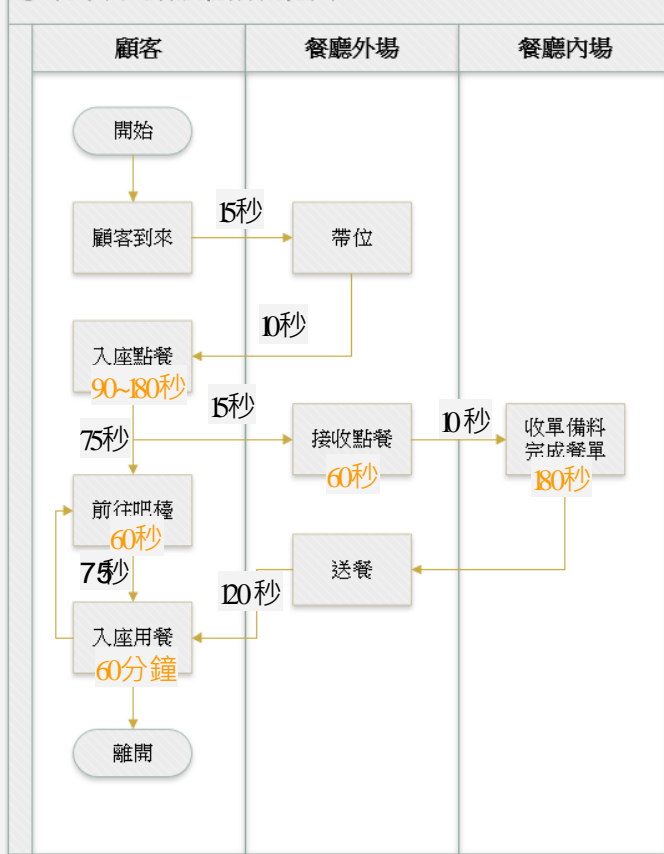 顧客
餐廳外場
餐廳內場
開始
顧客到來
15秒
帶位
10秒
入座點餐
90~180秒
15秒
75秒
接收點餐
60秒
10秒
收單備料
完成餐單
180秒
前往吧檯
60秒
75秒
送餐
120秒
入座用餐
60分鐘
離開